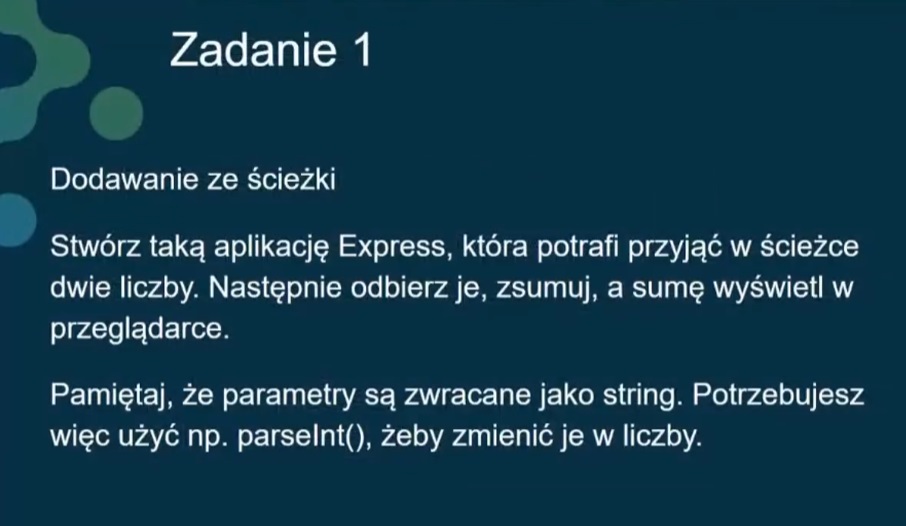 Zadanie 1
Dodawanie ze ścieżki
Stwórz taką aplikację Express, która potrafi przyjąć w ścieżce
dwie liczby. Następnie odbierz je, zsumuj, a sumę wyświetl w
przeglądarce.
Pamiętaj, że parametry są zwracane jako string. Potrzebujesz
więc użyć np. parseInt(), żeby zmienić je w liczby.